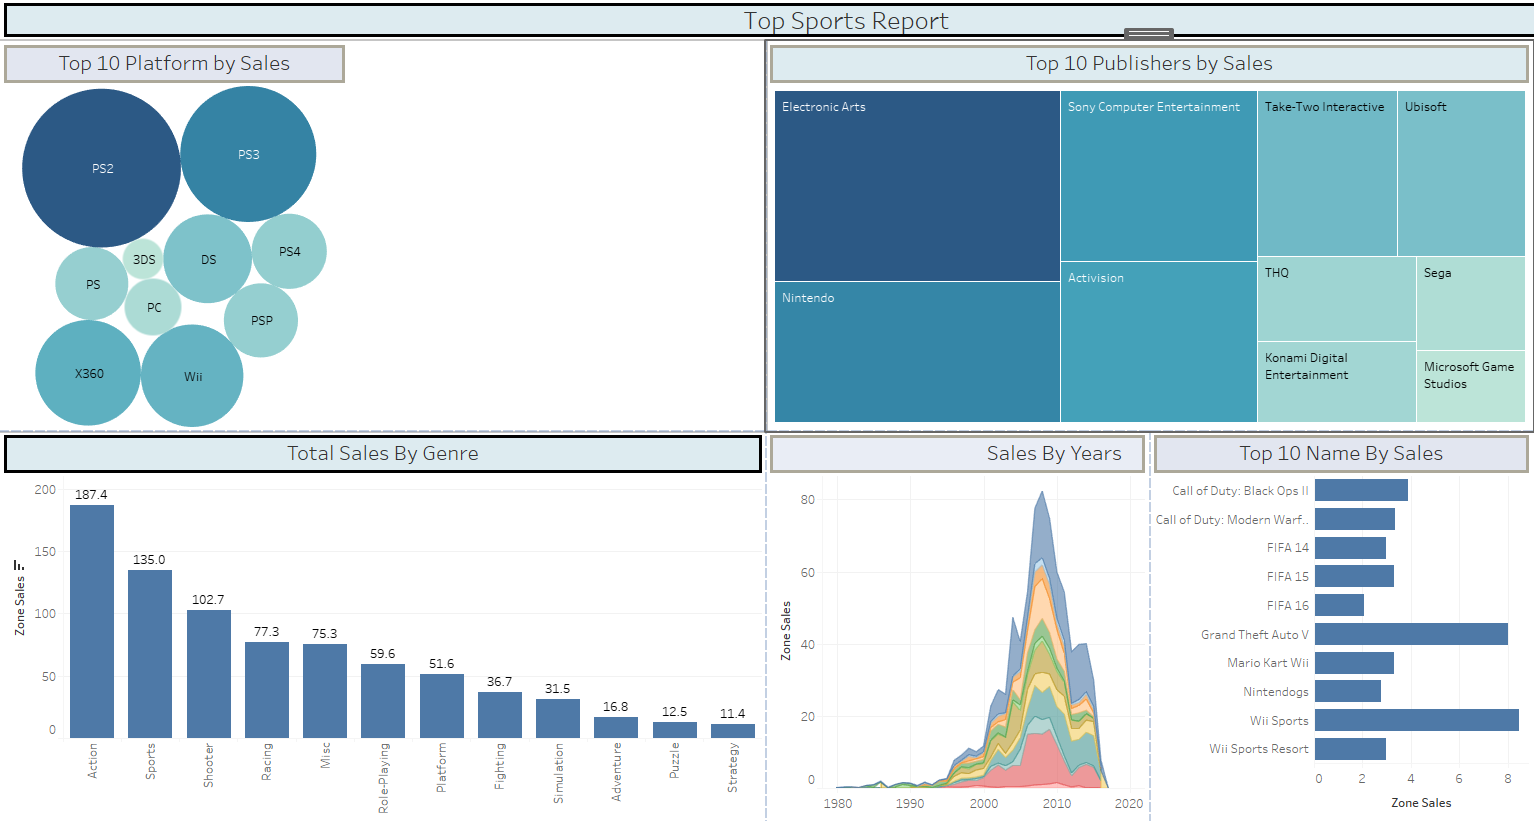 Top Sports Report
Top 10 Platform by Sales
PS2
PS3
3DS
DS
PS4
PS
PC
PSP
X360
Wii
Top 10 Publishers by Sales
Electronic Arts
Nintendo
Sony Computer Entertainment
Activision
Take-Two Interactive
Ubisoft
THQ
Sega
Konami Digital
Entertainment
Microsoft Game
Studios
Total Sales By Genre
Zone Sales
200
150
100
50
0
187.4
135.0
102.7
77.3
75.3
59.6
51.6
36.7
31.5
16.8
12.5
11.4
Action
Sports
Shooter
Racing
Misc
Role-Playing
Platform
Fighting
Simulation
Adventure
Puzzle
Strategy
Sales By Years
Zone Sales
80
60
40
20
0
1980
1990
2000
2010
2020
Top 10 Name By Sales
Call of Duty: Black Ops II
Call of Duty: Modern Warf..
FIFA 14
FIFA 15
FIFA 16
Grand Theft Auto V
Mario Kart Wii
Nintendogs
Wii Sports
Wii Sports Resort
0
2
4
6
8
Zone Sales